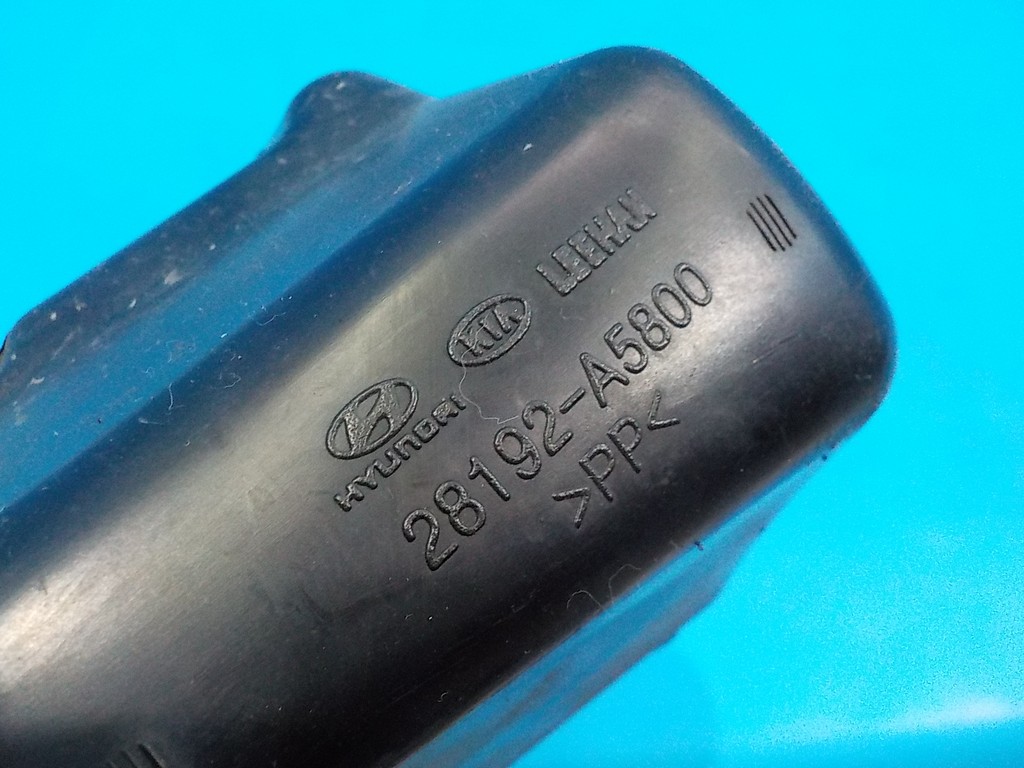 LEEHAN
KIA
HYUNDAI
28192-A5800
>PP<